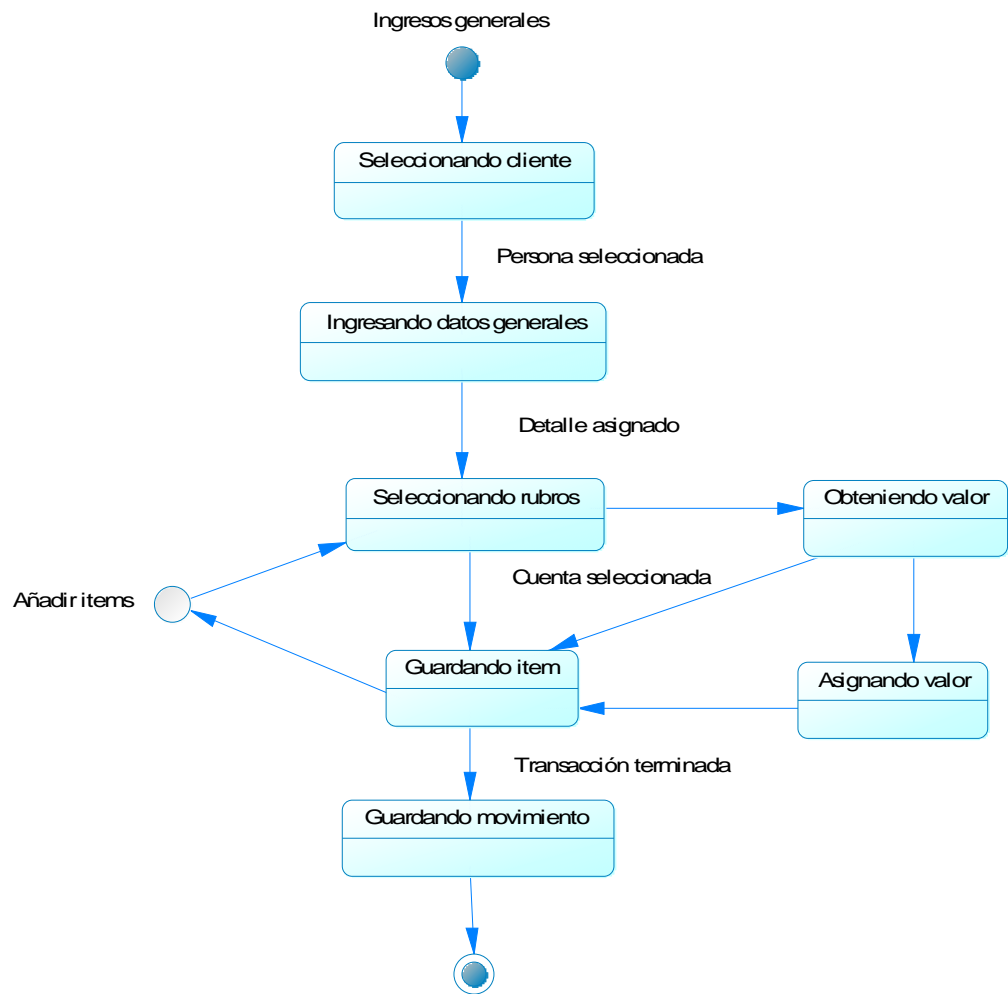 Ingresos generales
Seleccionando cliente
Persona seleccionada
Ingresando datos generales
Detalle asignado
Seleccionando rubros
Obteniendo valor
Cuenta seleccionada
Añadir items
Guardando item
Asignando valor
Transacción terminada
Guardando movimiento